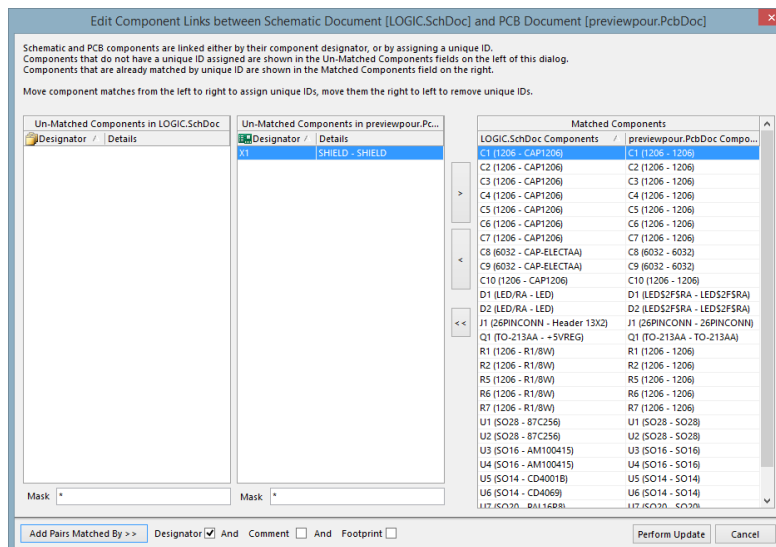 Edit Component Links between Schematic Document [LOGIC.SchDoc] and PCB Document [previewpour.PcbDoc]
Schematic and PCB components are linked either by their component designator, or by assigning a unique ID.
Components that do not have a unique ID assigned are shown in the Un-Matched Components fields on the left of this dialog.
Components that are already matched by unique ID are shown in the Matched Components field on the right.
Move component matches from the left to right to assign unique IDs, move them the right to left to remove unique IDs.
Un-Matched Components in LOGIC.SchDoc
Designator / Details
Mask *
Un-Matched Components in previewpour.Pc...
Designator / Details
X1 SHIELD - SHIELD
Mask *
>
<
<<
Matched Components
LOGIC.SchDoc Components / previewpour.PcbDoc Compo...
C1 (1206 - CAP1206) C1 (1206 - 1206)
C2 (1206 - CAP1206) C2 (1206 - 1206)
C3 (1206 - CAP1206) C3 (1206 - 1206)
C4 (1206 - CAP1206) C4 (1206 - 1206)
C5 (1206 - CAP1206) C5 (1206 - 1206)
C6 (1206 - CAP1206) C6 (1206 - 1206)
C7 (1206 - CAP1206) C7 (1206 - 1206)
C8 (6032 - CAP-ELECTAA) C8 (6032 - 6032)
C9 (6032 - CAP-ELECTAA) C9 (6032 - 6032)
C10 (1206 - CAP1206) C10 (1206 - 1206)
D1 (LED/RA - LED) D1 (LED$2F$RA - LED$2F$RA)
D2 (LED/RA - LED) D2 (LED$2F$RA - LED$2F$RA)
J1 (26PINCONN - Header 13X2) J1 (26PINCONN - 26PINCONN)
Q1 (TO-213AA - +5VREG) Q1 (TO-213AA - TO-213AA)
R1 (1206 - R1/8W) R1 (1206 - 1206)
R2 (1206 - R1/8W) R2 (1206 - 1206)
R5 (1206 - R1/8W) R5 (1206 - 1206)
R6 (1206 - R1/8W) R6 (1206 - 1206)
R7 (1206 - R1/8W) R7 (1206 - 1206)
U1 (SO28 - 87C256) U1 (SO28 - SO28)
U2 (SO28 - 87C256) U2 (SO28 - SO28)
U3 (SO16 - AM100415) U3 (SO16 - SO16)
U4 (SO16 - AM100415) U4 (SO16 - SO16)
U5 (SO14 - CD4001B) U5 (SO14 - SO14)
U6 (SO14 - CD4069) U6 (SO14 - SO14)
U7 (SO20 - PAL16R8) U7 (SO20 - SO20)
Add Pairs Matched By >> Designator And Comment And Footprint Perform Update Cancel